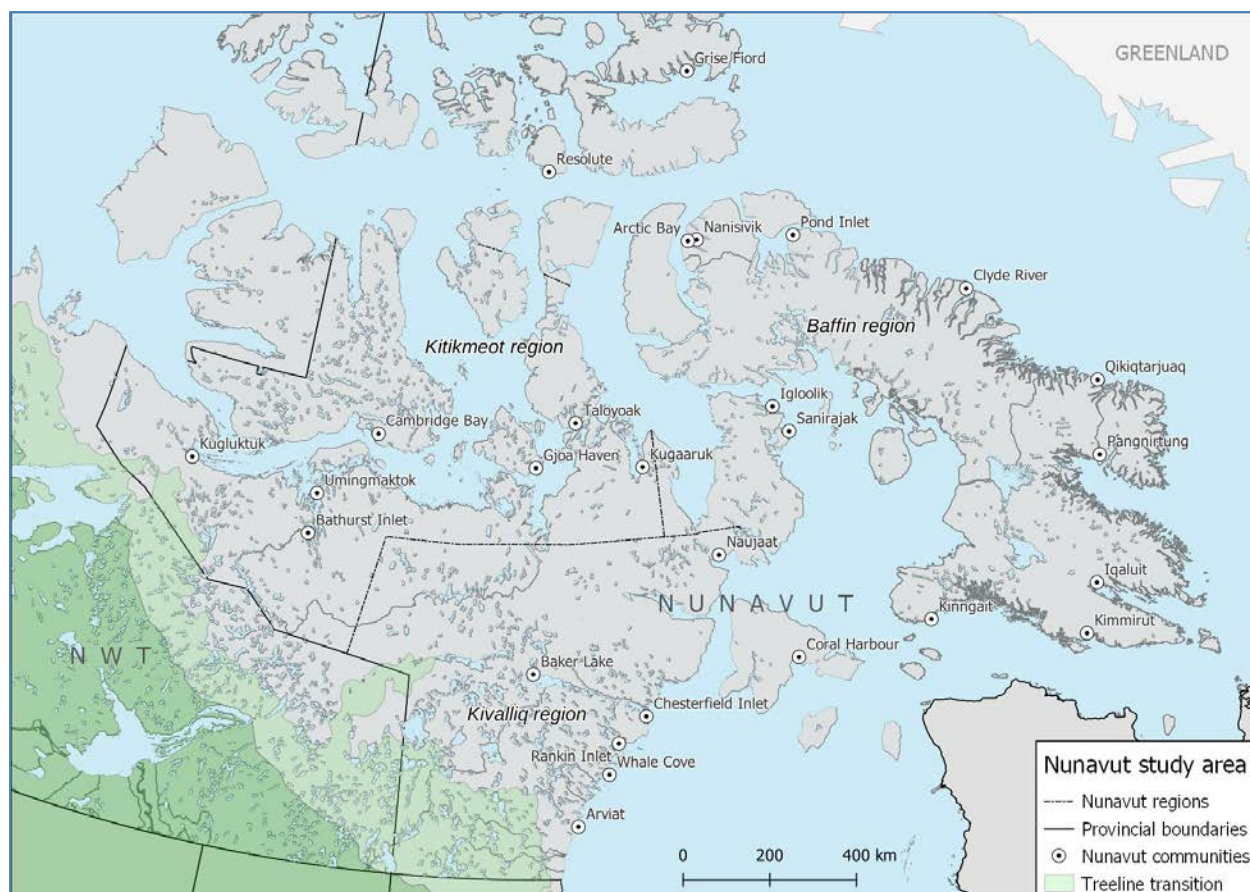 Grise Fiord
GREENLAND
Resolute
Arctic Bay
Nanisivik
Pond Inlet
Clyde River
Baffin region
Kitikmeot region
Qikiqtarjuaq
Igloolik
Taloyoak
Sanirajak
Cambridge Bay
Kugluktuk
Pangnirtung
Gjoa Haven
Kugaaruk
Umingmaktok
Bathurst Inlet
Naujaat
Iqaluit
NUNAVUT
Kinngait
Kimmirut
NWT
Coral Harbour
Baker Lake
Kivalliq region
Chesterfield Inlet
Rankin Inlet
Whale Cove
Arviat
0 200 400 km
Nunavut study area
Nunavut regions
Provincial boundaries
Nunavut communities
Treeline transition